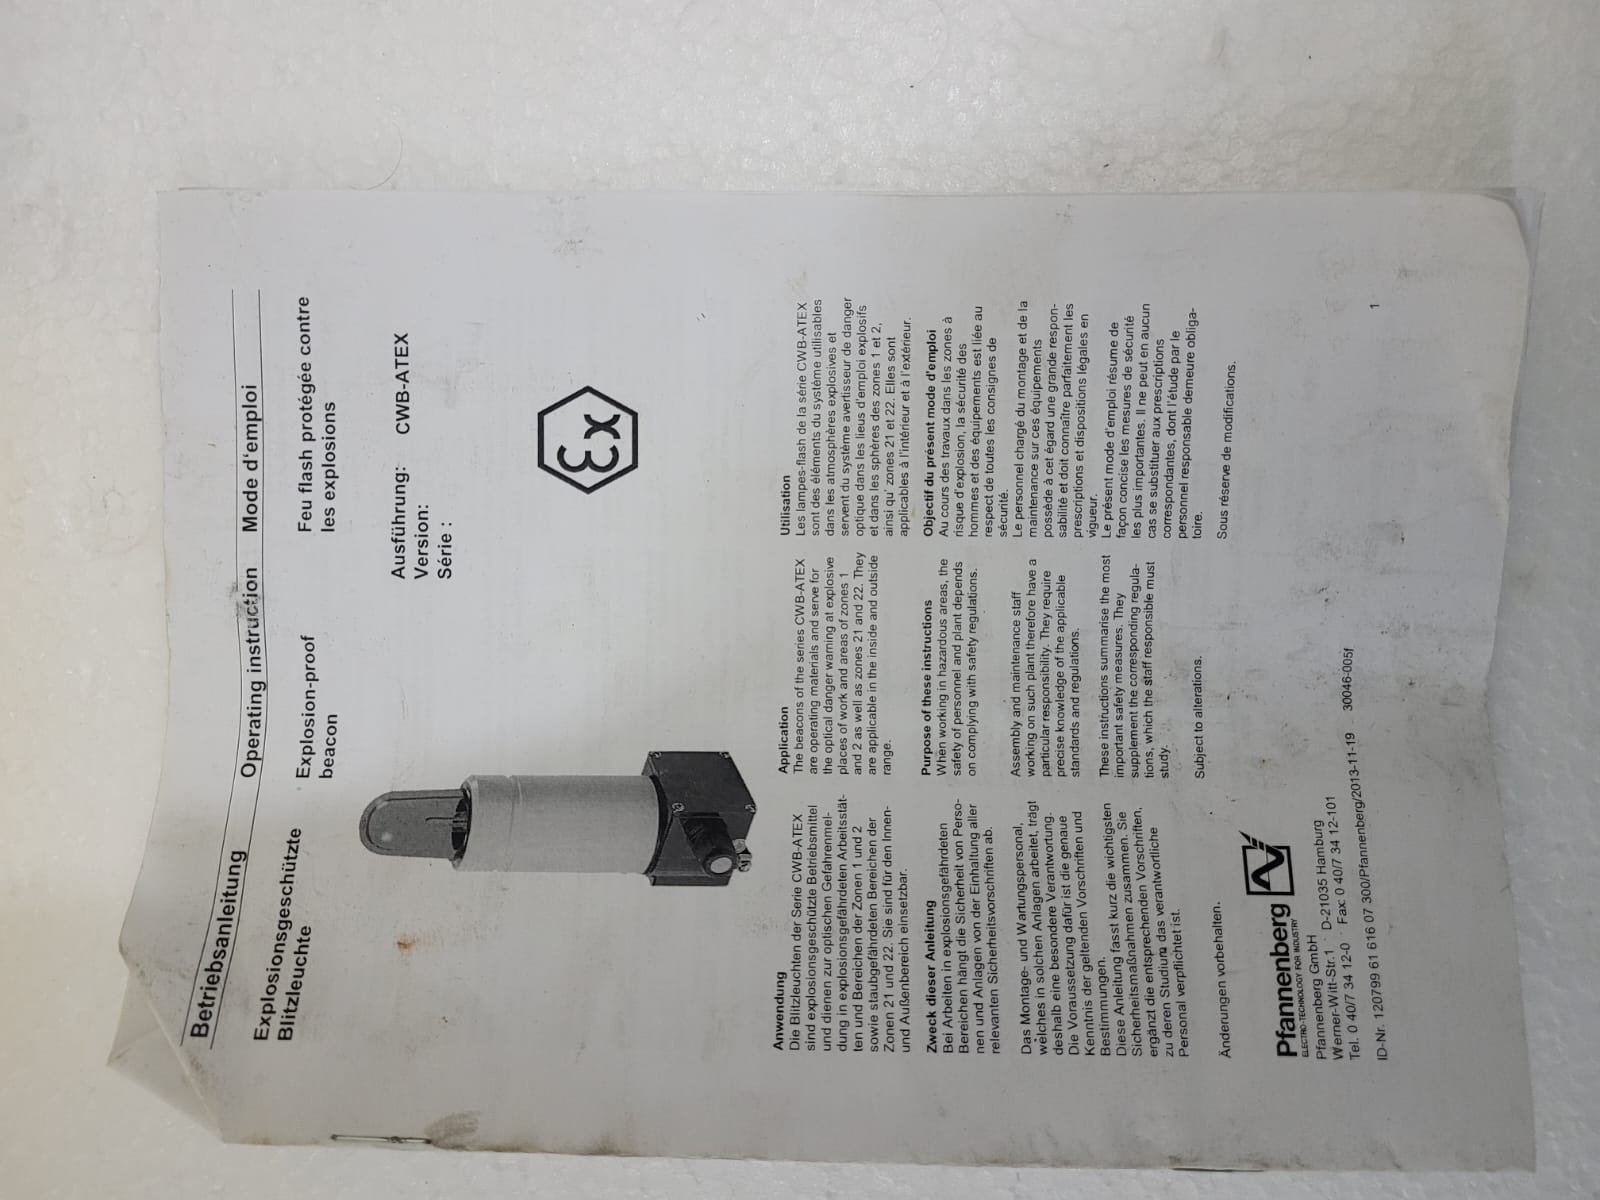 Betriebsanleitung
Operating instruction
Mode d'emploi
Explosionsgeschützte
Blitzleuchte
Explosion-proof
beacon
Feu flash protégée contre
les explosions
Ausführung: CWB-ATEX
Version:
Série :
Ex
Anwendung
Die Blitzleuchten der Serie CWB-ATEX
sind explosionsgeschützte Betriebsmittel
und dienen zur optischen Gefahrenmel-
dung in explosionsgefährdeten Arbeitsstät-
ten und Bereichen der Zonen 1 und 2
sowie staubgefährdeten Bereichen der
Zonen 21 und 22. Sie sind für den Innen-
und Außenbereich einsetzbar.
Zweck dieser Anleitung
Bei Arbeiten in explosionsgefährdeten
Bereichen hängt die Sicherheit von Perso-
nen und Anlagen von der Einhaltung aller
relevanten Sicherheitsvorschriften ab.
Das Montage- und Wartungspersonal,
welches in solchen Anlagen arbeitet, trägt
deshalb eine besondere Verantwortung.
Die Voraussetzung dafür ist die genaue
Kenntnis der geltenden Vorschriften und
Bestimmungen.
Diese Anleitung fasst kurz die wichtigsten
Sicherheitsmaßnahmen zusammen. Sie
ergänzt die entsprechenden Vorschriften,
zu deren Studium das verantwortliche
Personal verpflichtet ist.
Änderungen vorbehalten.
Application
The beacons of the series CWB-ATEX
are operating materials and serve for
the optical danger warning at explosive
places of work and areas of zones 1
and 2 as well as zones 21 and 22. They
are applicable in the inside and outside
range.
Purpose of these instructions
When working in hazardous areas, the
safety of personnel and plant depends
on complying with safety regulations.
Assembly and maintenance staff
working on such plant therefore have a
particular responsibility. They require
precise knowledge of the applicable
standards and regulations.
These instructions summarise the most
important safety measures. They
supplement the corresponding regula-
tions, which the staff responsible must
study.
Subject to alterations.
Utilisation
Les lampes-flash de la série CWB-ATEX
sont des éléments du système utilisables
dans les atmosphères explosives et
servent du système avertisseur de danger
optique dans les lieus d'emploi explosifs
et dans les sphères des zones 1 et 2,
ainsi qu' zones 21 et 22. Elles sont
applicables à l'intérieur et à l'extérieur.
Objectif du présent mode d'emploi
Au cours des travaux dans les zones à
risque d'explosion, la sécurité des
hommes et des équipements est liée au
respect de toutes les consignes de
sécurité.
Le personnel chargé du montage et de la
maintenance sur ces équipements
possède à cet égard une grande respon-
sabilité et doit connaître parfaitement les
prescriptions et dispositions légales en
vigueur.
Le présent mode d'emploi résume de
façon concise les mesures de sécurité
les plus importantes. Il ne peut en aucun
cas se substituer aux prescriptions
correspondantes, dont l'étude par le
personnel responsable demeure obliga-
toire.
Sous réserve de modifications.
Pfannenberg
ELECTRO-TECHNOLOGY FOR INDUSTRY
Pfannenberg GmbH
Werner-Witt-Str.1 · D-21035 Hamburg
Tel. 0 40/7 34 12-0 · Fax: 0 40/7 34 12-101
ID-Nr. 120799 61 616 07 300/Pfannenberg/2013-11-19 30046-005f
1